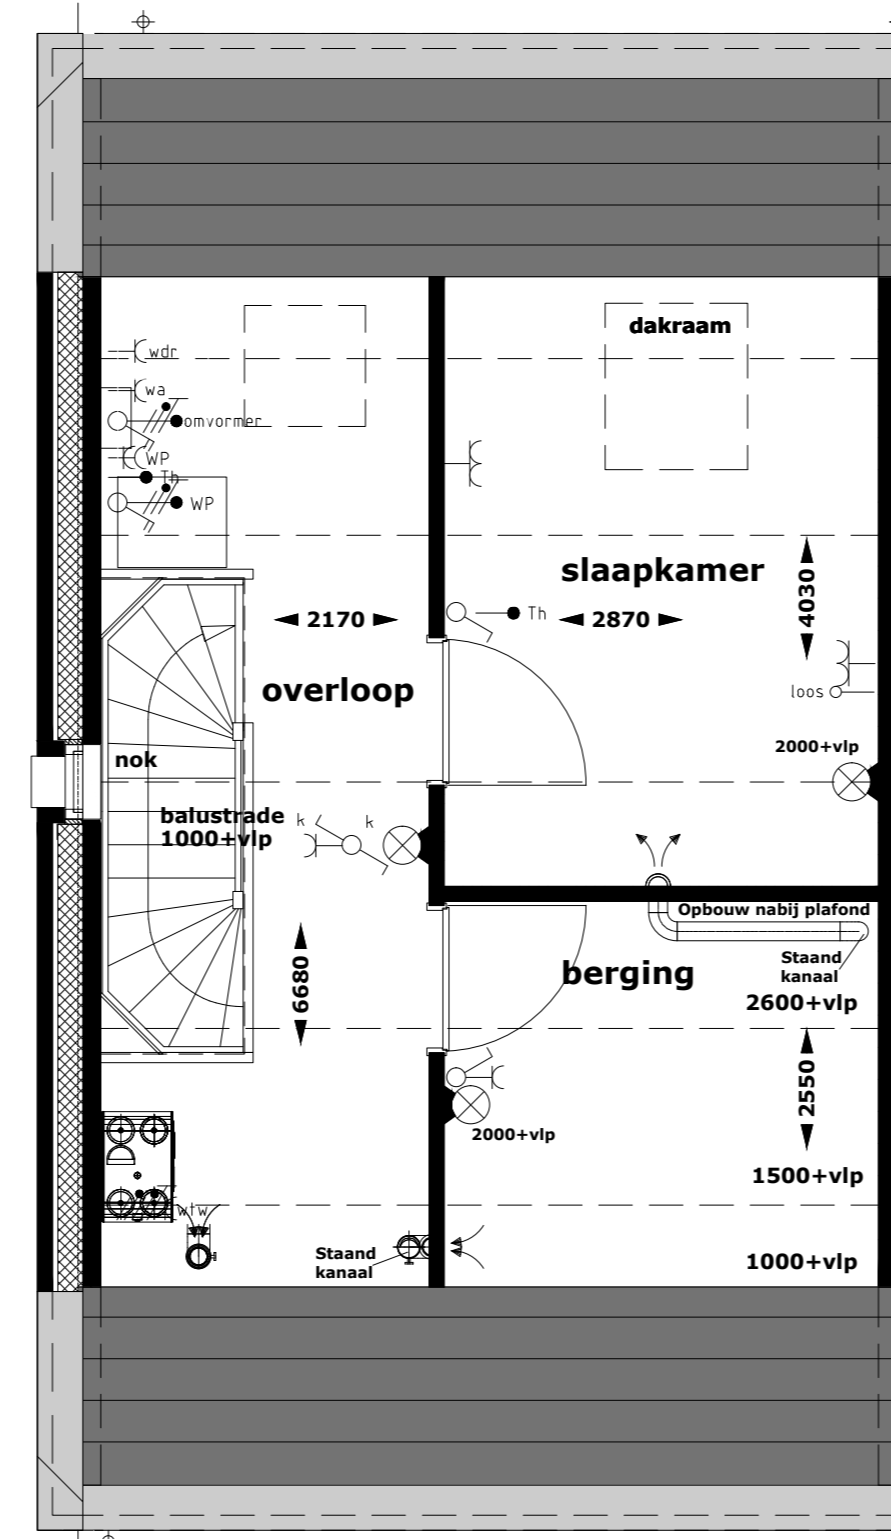 dakraam
wdr
wa
omvormer
WP
Th
WP
slaapkamer
4030
2170
Th
2870
overloop
loos
2000+vlp
nok
balustrade
1000+vlp
k
k
Opbouw nabij plafond
Staand
kanaal
berging
2600+vlp
6680
2550
2000+vlp
1500+vlp
wtw
Staand
kanaal
1000+vlp